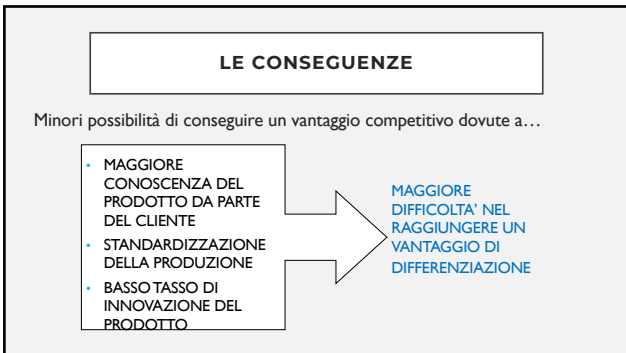 LE CONSEGUENZE
Minori possibilità di conseguire un vantaggio competitivo dovute a…
• MAGGIORE
CONOSCENZA DEL
PRODOTTO DA PARTE
DEL CLIENTE
• STANDARDIZZAZIONE
DELLA PRODUZIONE
• BASSO TASSO DI
INNOVAZIONE DEL
PRODOTTO
MAGGIORE
DIFFICOLTA’ NEL
RAGGIUNGERE UN
VANTAGGIO DI
DIFFERENZIAZIONE